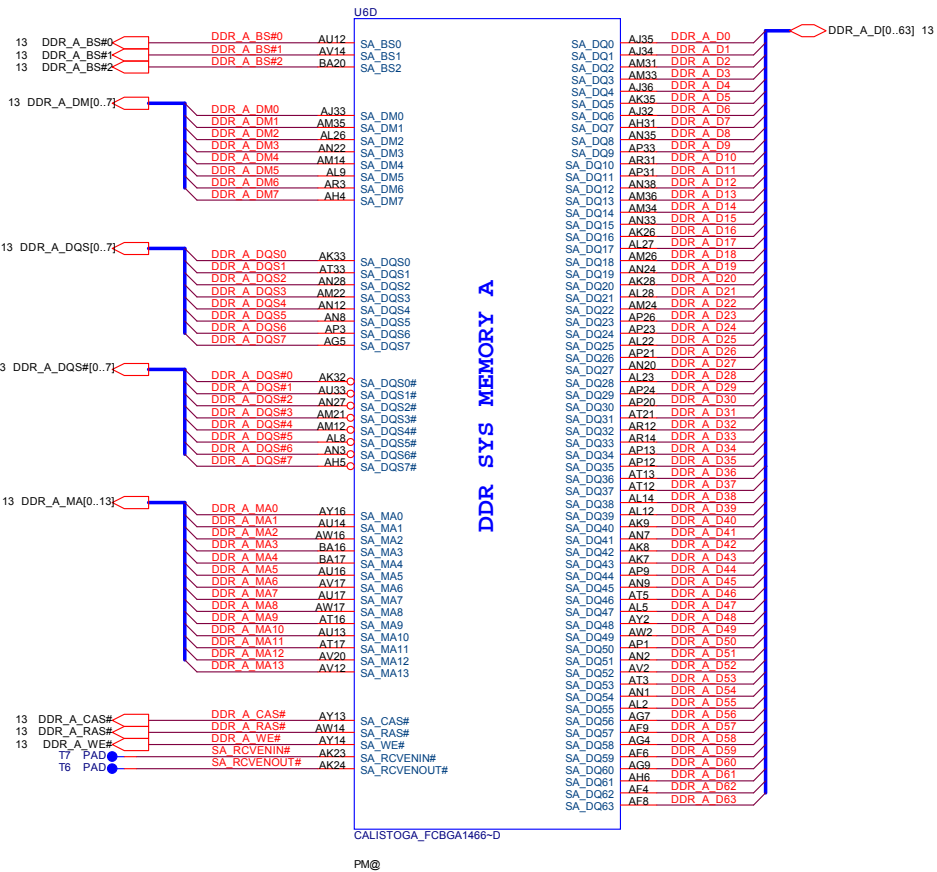 U6D
13 DDR_A_BS#0 DDR_A_BS#0 AU12 SA_BS0
13 DDR_A_BS#1 DDR_A_BS#1 AV14 SA_BS1
13 DDR_A_BS#2 DDR_A_BS#2 BA20 SA_BS2
13 DDR_A_DM[0..7]
DDR_A_DM0 AJ33 SA_DM0
DDR_A_DM1 AM35 SA_DM1
DDR_A_DM2 AL26 SA_DM2
DDR_A_DM3 AN22 SA_DM3
DDR_A_DM4 AM14 SA_DM4
DDR_A_DM5 AL9 SA_DM5
DDR_A_DM6 AR3 SA_DM6
DDR_A_DM7 AH4 SA_DM7
13 DDR_A_DQS[0..7]
DDR_A_DQS0 AK33 SA_DQS0
DDR_A_DQS1 AT33 SA_DQS1
DDR_A_DQS2 AN28 SA_DQS2
DDR_A_DQS3 AM22 SA_DQS3
DDR_A_DQS4 AN12 SA_DQS4
DDR_A_DQS5 AN8 SA_DQS5
DDR_A_DQS6 AP3 SA_DQS6
DDR_A_DQS7 AG5 SA_DQS7
3 DDR_A_DQS#[0..7]
DDR_A_DQS#0 AK32 SA_DQS0#
DDR_A_DQS#1 AU33 SA_DQS1#
DDR_A_DQS#2 AN27 SA_DQS2#
DDR_A_DQS#3 AM21 SA_DQS3#
DDR_A_DQS#4 AM12 SA_DQS4#
DDR_A_DQS#5 AL8 SA_DQS5#
DDR_A_DQS#6 AN3 SA_DQS6#
DDR_A_DQS#7 AH5 SA_DQS7#
13 DDR_A_MA[0..13]
DDR_A_MA0 AY16 SA_MA0
DDR_A_MA1 AU14 SA_MA1
DDR_A_MA2 AW16 SA_MA2
DDR_A_MA3 BA16 SA_MA3
DDR_A_MA4 BA17 SA_MA4
DDR_A_MA5 AU16 SA_MA5
DDR_A_MA6 AV17 SA_MA6
DDR_A_MA7 AU17 SA_MA7
DDR_A_MA8 AW17 SA_MA8
DDR_A_MA9 AT16 SA_MA9
DDR_A_MA10 AU13 SA_MA10
DDR_A_MA11 AT17 SA_MA11
DDR_A_MA12 AV20 SA_MA12
DDR_A_MA13 AV12 SA_MA13
13 DDR_A_CAS# DDR_A_CAS# AY13 SA_CAS#
13 DDR_A_RAS# DDR_A_RAS# AW14 SA_RAS#
13 DDR_A_WE# DDR_A_WE# AY14 SA_WE#
T7 PAD SA_RCVENIN# AK23 SA_RCVENIN#
T6 PAD SA_RCVENOUT# AK24 SA_RCVENOUT#
DDR SYS MEMORY A
DDR_A_D[0..63] 13
SA_DQ0 AJ35 DDR_A_D0
SA_DQ1 AJ34 DDR_A_D1
SA_DQ2 AM31 DDR_A_D2
SA_DQ3 AM33 DDR_A_D3
SA_DQ4 AJ36 DDR_A_D4
SA_DQ5 AK35 DDR_A_D5
SA_DQ6 AJ32 DDR_A_D6
SA_DQ7 AH31 DDR_A_D7
SA_DQ8 AN35 DDR_A_D8
SA_DQ9 AP33 DDR_A_D9
SA_DQ10 AR31 DDR_A_D10
SA_DQ11 AP31 DDR_A_D11
SA_DQ12 AN38 DDR_A_D12
SA_DQ13 AM36 DDR_A_D13
SA_DQ14 AM34 DDR_A_D14
SA_DQ15 AN33 DDR_A_D15
SA_DQ16 AK26 DDR_A_D16
SA_DQ17 AL27 DDR_A_D17
SA_DQ18 AM26 DDR_A_D18
SA_DQ19 AN24 DDR_A_D19
SA_DQ20 AK28 DDR_A_D20
SA_DQ21 AL28 DDR_A_D21
SA_DQ22 AM24 DDR_A_D22
SA_DQ23 AP26 DDR_A_D23
SA_DQ24 AP23 DDR_A_D24
SA_DQ25 AL22 DDR_A_D25
SA_DQ26 AP21 DDR_A_D26
SA_DQ27 AN20 DDR_A_D27
SA_DQ28 AL23 DDR_A_D28
SA_DQ29 AP24 DDR_A_D29
SA_DQ30 AP20 DDR_A_D30
SA_DQ31 AT21 DDR_A_D31
SA_DQ32 AR12 DDR_A_D32
SA_DQ33 AR14 DDR_A_D33
SA_DQ34 AP13 DDR_A_D34
SA_DQ35 AP12 DDR_A_D35
SA_DQ36 AT13 DDR_A_D36
SA_DQ37 AT12 DDR_A_D37
SA_DQ38 AL14 DDR_A_D38
SA_DQ39 AL12 DDR_A_D39
SA_DQ40 AK9 DDR_A_D40
SA_DQ41 AN7 DDR_A_D41
SA_DQ42 AK8 DDR_A_D42
SA_DQ43 AK7 DDR_A_D43
SA_DQ44 AP9 DDR_A_D44
SA_DQ45 AN9 DDR_A_D45
SA_DQ46 AT5 DDR_A_D46
SA_DQ47 AL5 DDR_A_D47
SA_DQ48 AY2 DDR_A_D48
SA_DQ49 AW2 DDR_A_D49
SA_DQ50 AP1 DDR_A_D50
SA_DQ51 AN2 DDR_A_D51
SA_DQ52 AV2 DDR_A_D52
SA_DQ53 AT3 DDR_A_D53
SA_DQ54 AN1 DDR_A_D54
SA_DQ55 AL2 DDR_A_D55
SA_DQ56 AG7 DDR_A_D56
SA_DQ57 AF9 DDR_A_D57
SA_DQ58 AG4 DDR_A_D58
SA_DQ59 AF6 DDR_A_D59
SA_DQ60 AG9 DDR_A_D60
SA_DQ61 AH6 DDR_A_D61
SA_DQ62 AF4 DDR_A_D62
SA_DQ63 AF8 DDR_A_D63
CALISTOGA_FCBGA1466~D
PM@